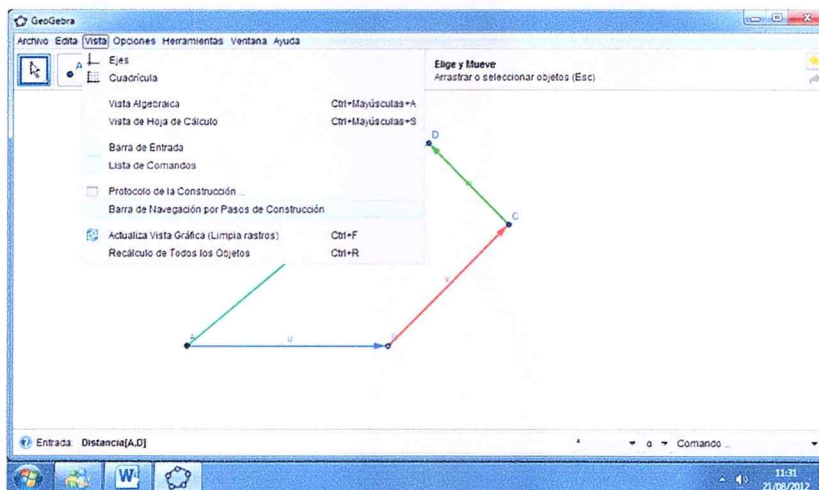 GeoGebra
Archivo Edita Vista Opciones Herramientas Ventana Ayuda
Elige y Mueve
Arrastrar o seleccionar objetos (Esc)
A
Ejes
Cuadrícula
Vista Algebraica Ctrl+Mayúsculas+A
Vista de Hoja de Cálculo Ctrl+Mayúsculas+S
Barra de Entrada
Lista de Comandos
Protocolo de la Construcción ...
Barra de Navegación por Pasos de Construcción
Actualiza Vista Gráfica (Limpia rastros) Ctrl+F
Recálculo de Todos los Objetos Ctrl+R
D
C
v
A
u
Entrada: Distancia[A,D]
α Comando ...
W
11:31
21/08/2012